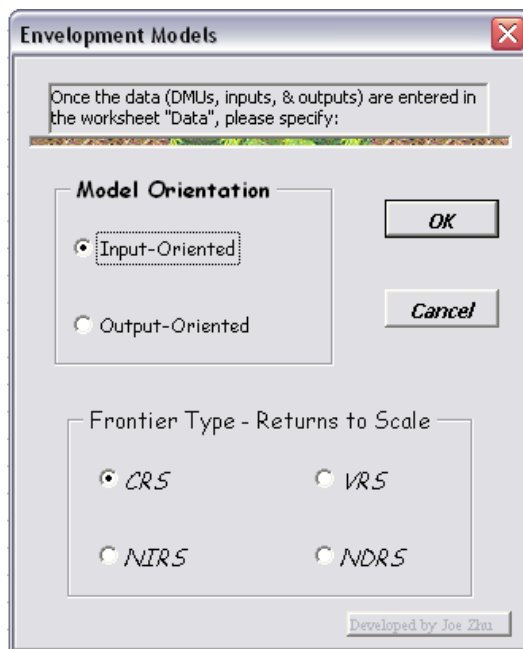 Envelopment Models
Once the data (DMUs, inputs, & outputs) are entered in
the worksheet "Data", please specify:
Model Orientation
Input-Oriented
Output-Oriented
OK
Cancel
Frontier Type - Returns to Scale
CRS
VRS
NIRS
NDRS
Developed by Joe Zhu